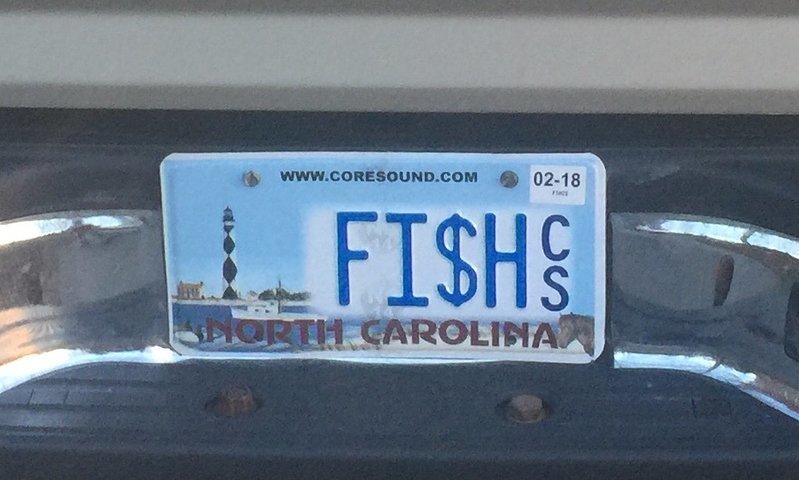 WWW.CORESOUND.COM
02-18
FI$H CS
NORTH CAROLINA